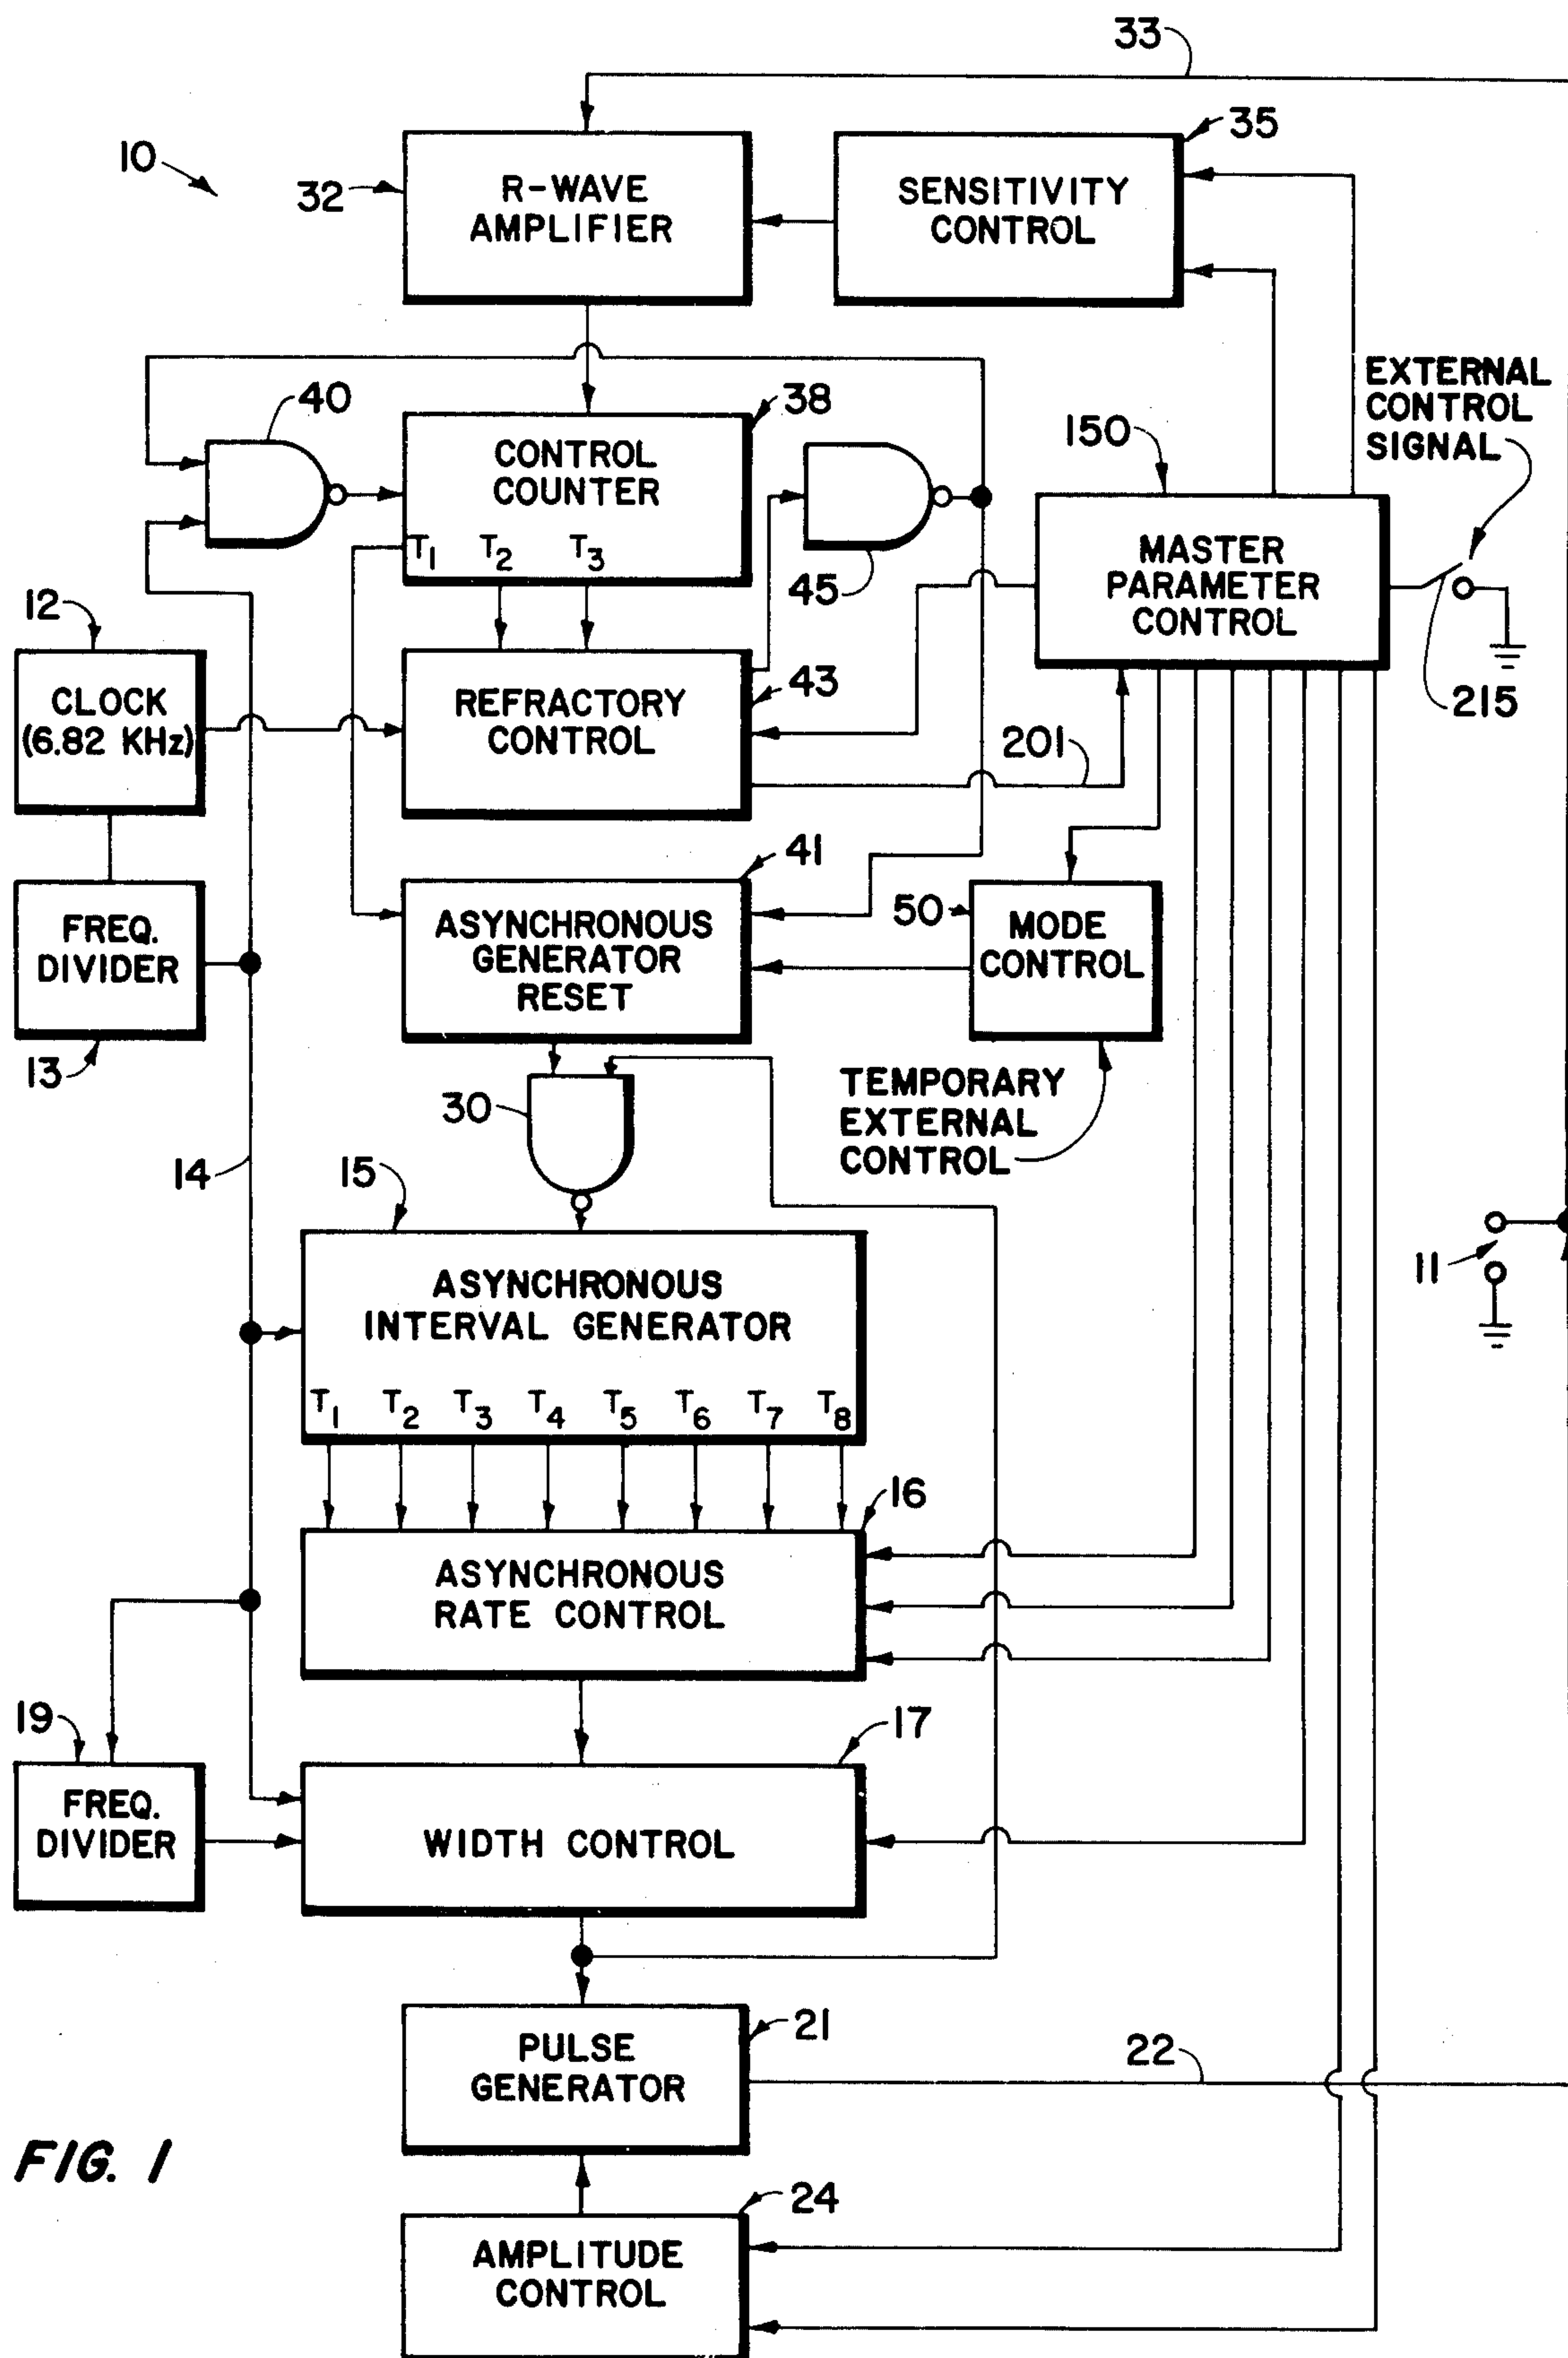 33
10
32
R-WAVE
AMPLIFIER
35
SENSITIVITY
CONTROL
EXTERNAL
CONTROL
SIGNAL
40
38
CONTROL
COUNTER
T1 T2 T3
45
150
MASTER
PARAMETER
CONTROL
215
12
CLOCK
(6.82 KHz)
43
REFRACTORY
CONTROL
201
FREQ.
DIVIDER
13
41
ASYNCHRONOUS
GENERATOR
RESET
50
MODE
CONTROL
TEMPORARY
EXTERNAL
CONTROL
30
14
15
ASYNCHRONOUS
INTERVAL GENERATOR
T1 T2 T3 T4 T5 T6 T7 T8
11
16
ASYNCHRONOUS
RATE CONTROL
19
FREQ.
DIVIDER
17
WIDTH CONTROL
21
PULSE
GENERATOR
22
FIG. 1
24
AMPLITUDE
CONTROL